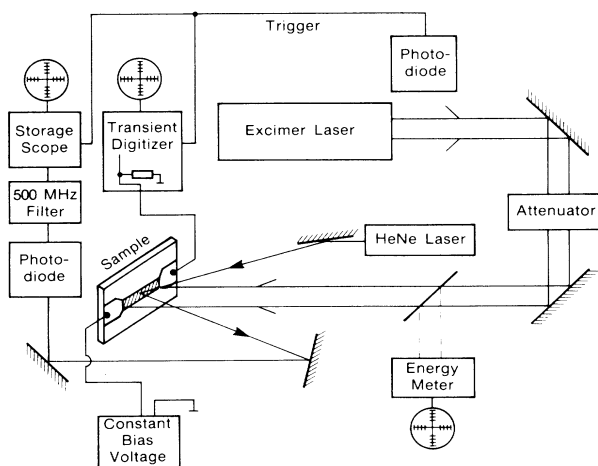 Trigger
Photo-
diode
Storage
Scope
Transient
Digitizer
Excimer Laser
500 MHz
Filter
Attenuator
Photo-
diode
Sample
HeNe Laser
Energy
Meter
Constant
Bias
Voltage